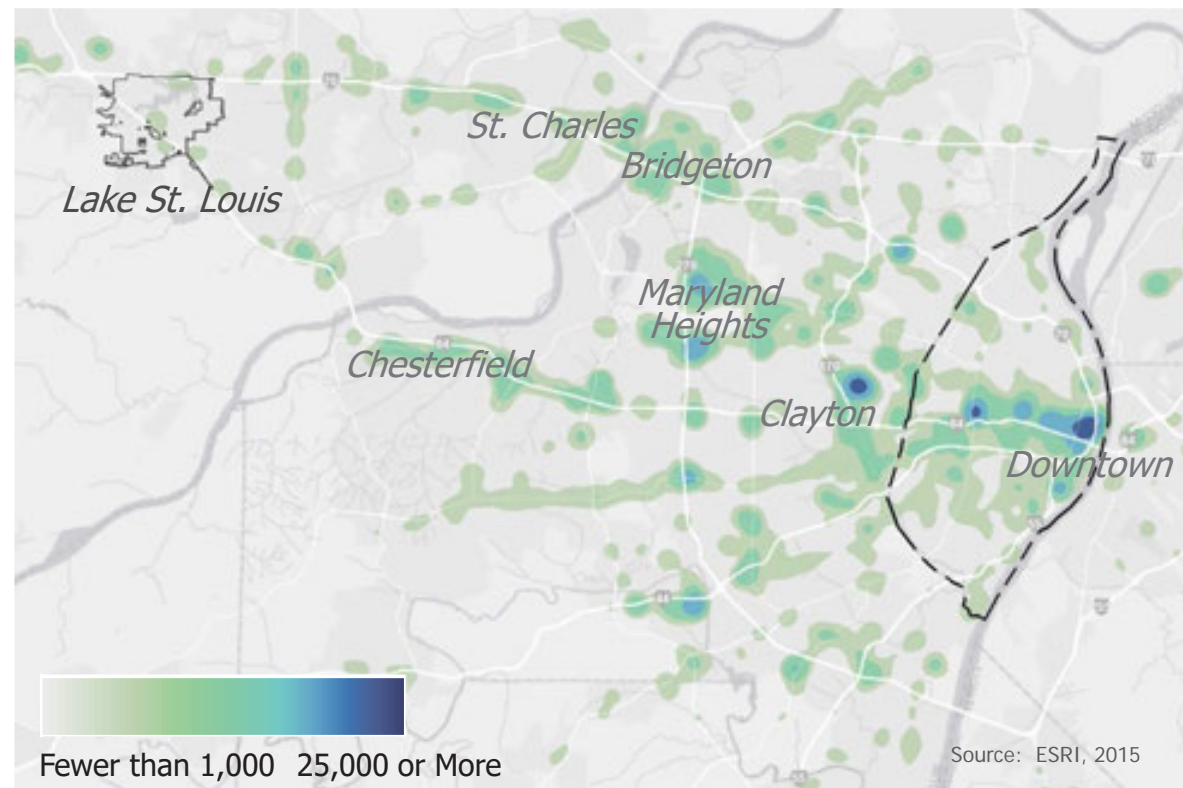 St. Charles
Bridgeton
Lake St. Louis
Maryland
Heights
Chesterfield
Clayton
Downtown
Fewer than 1,000 25,000 or More
Source: ESRI, 2015